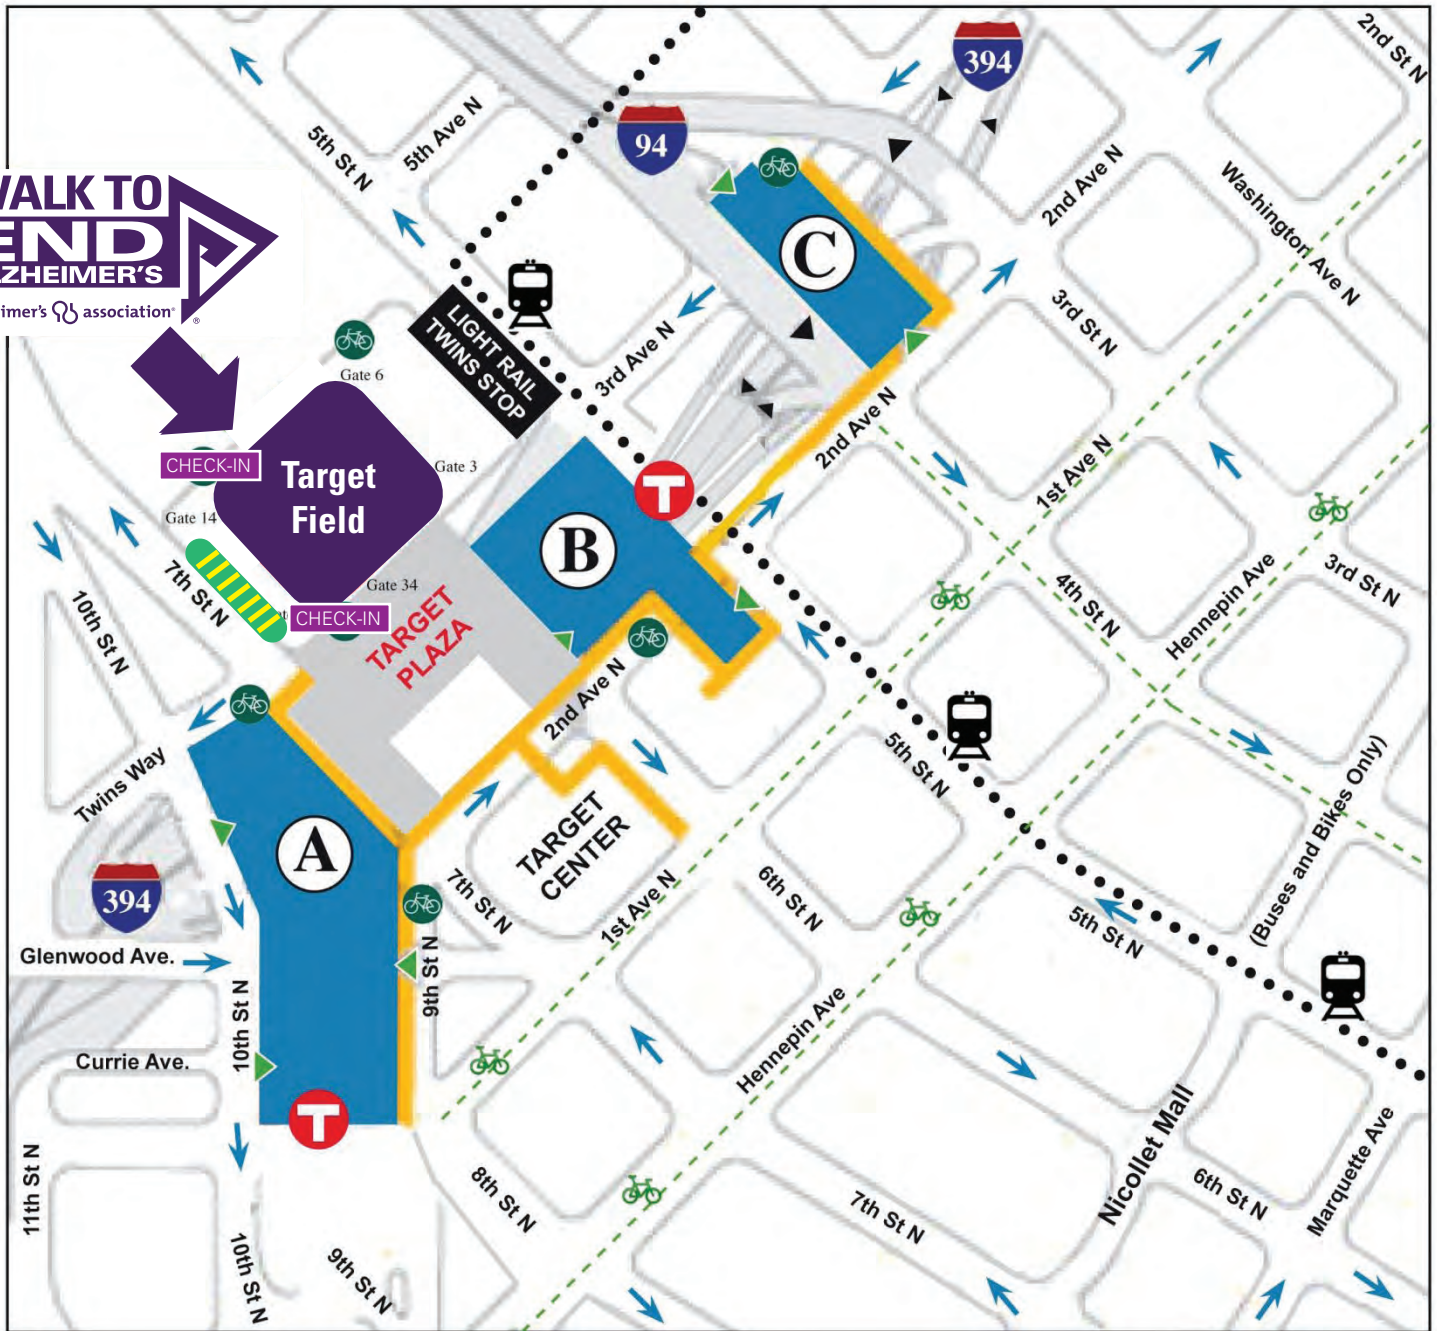 394
2nd St N
94
5th St N
5th Ave N
2nd Ave N
Washington Ave N
WALK TO
END
ALZHEIMER'S
association®
®
C
3rd St N
LIGHT RAIL
TWINS STOP
3rd Ave N
Gate 6
2nd Ave N
1st Ave N
CHECK-IN
Target
Field
Gate 3
T
Gate 14
B
7th St N
Gate 34
CHECK-IN
TARGET
PLAZA
10th St N
4th St N
Hennepin Ave
3rd St N
2nd Ave N
Twins Way
5th St N
(Buses and Bikes Only)
TARGET
CENTER
A
394
7th St N
1st Ave N
6th St N
5th St N
Glenwood Ave.
9th St N
10th St N
Currie Ave.
Hennepin Ave
T
11th St N
8th St N
7th St N
Nicollet Mall
6th St N
Marquette Ave
10th St N
9th St N